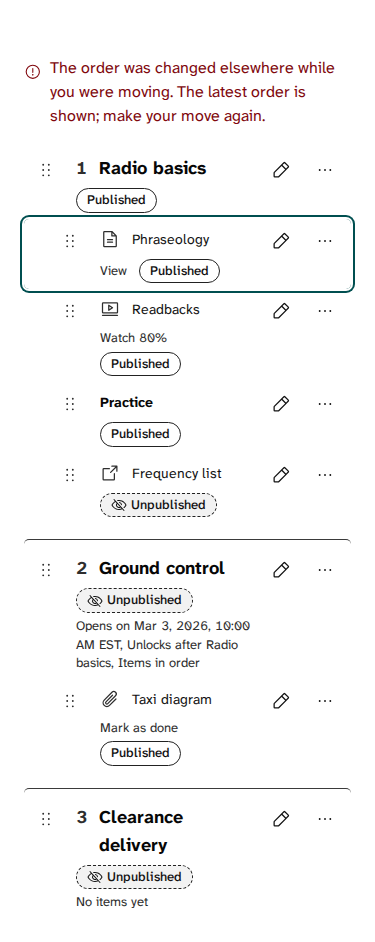 The order was changed elsewhere while
you were moving. The latest order is
shown; make your move again.
1 Radio basics
Published
Phraseology
View Published
Readbacks
Watch 80%
Published
Practice
Published
Frequency list
Unpublished
2 Ground control
Unpublished
Opens on Mar 3, 2026, 10:00
AM EST, Unlocks after Radio
basics, Items in order
Taxi diagram
Mark as done
Published
3 Clearance
delivery
Unpublished
No items yet